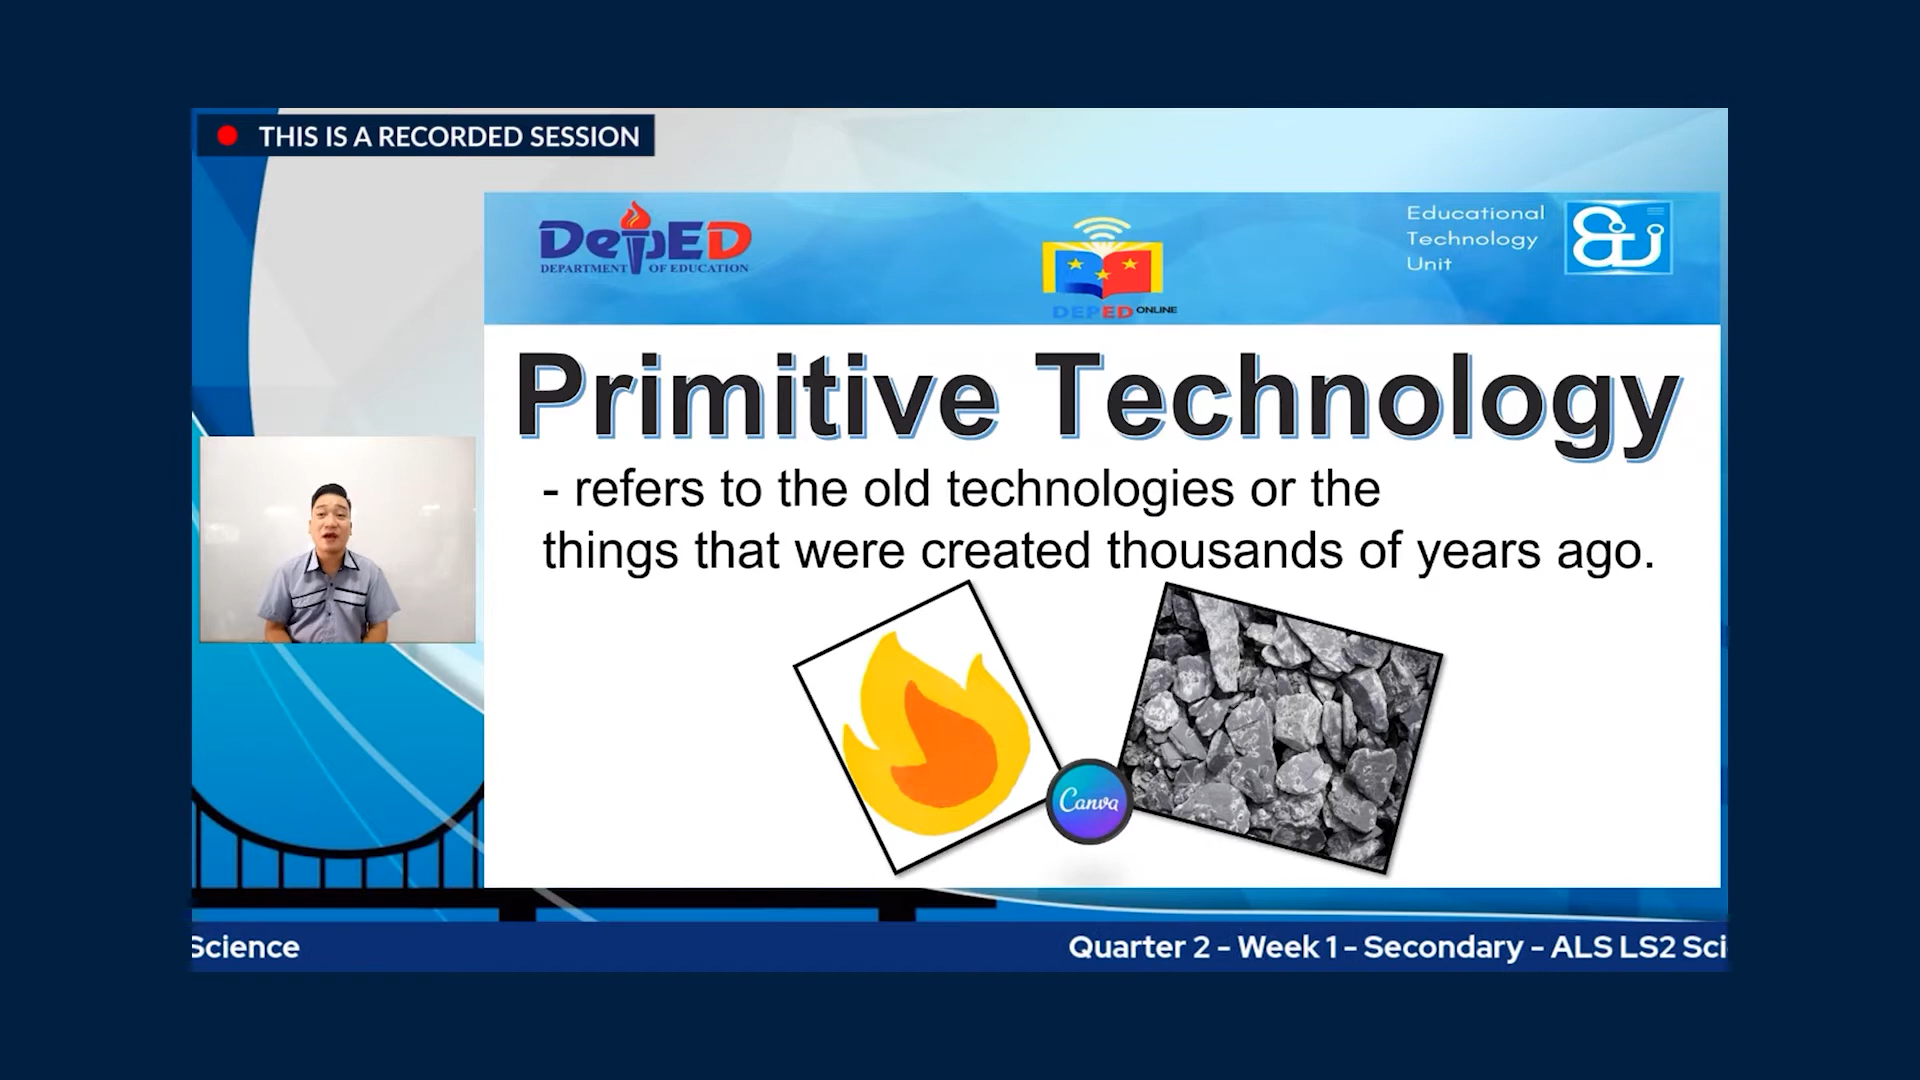 THIS IS A RECORDED SESSION
DepED
DEPARTMENT OF EDUCATION
DEPED ONLINE
Educational
Technology
Unit
Primitive Technology
- refers to the old technologies or the
things that were created thousands of years ago.
Canva
Science
Quarter 2 - Week 1 - Secondary - ALS LS2 Sci